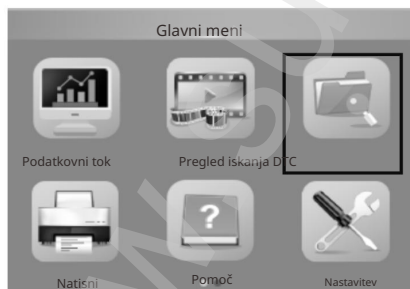 Glavni meni
Podatkovni tok
Pregled iskanja DTC
Natisni
Pomoč
Nastavitev